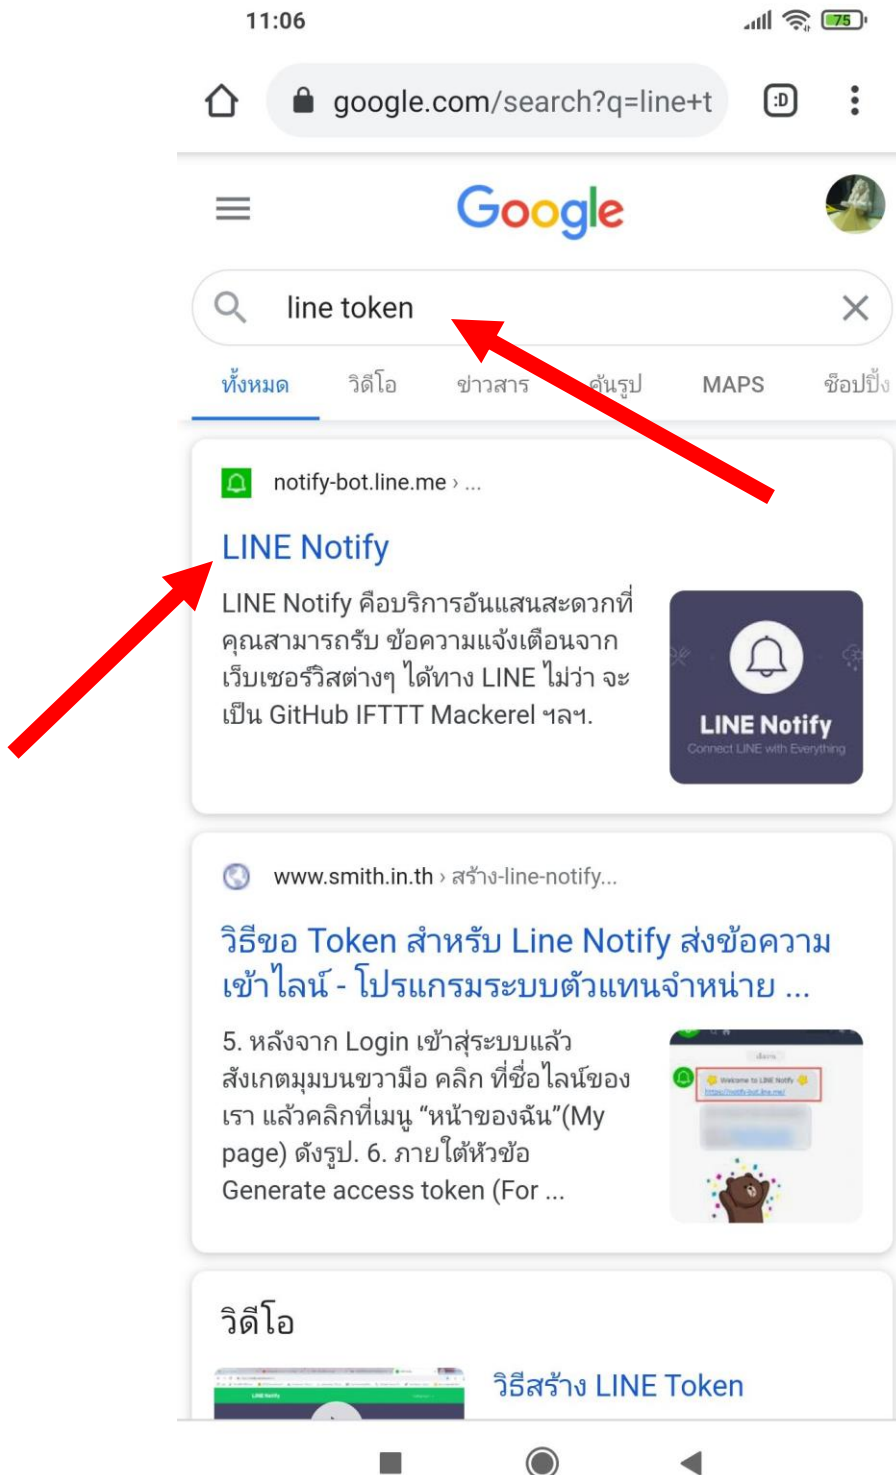 11:06
75
google.com/search?q=line+t
:D
Google
line token
ทั้งหมด วิดีโอ ข่าวสาร ค้นรูป MAPS ช็อปปิ้ง
notify-bot.line.me › ...
LINE Notify
LINE Notify คือบริการอันแสนสะดวกที่
คุณสามารถรับ ข้อความแจ้งเตือนจาก
เว็บเซอร์วิสต่างๆ ได้ทาง LINE ไม่ว่า จะ
เป็น GitHub IFTTT Mackerel ฯลฯ.
LINE Notify
Connect LINE with Everything
www.smith.in.th › สร้าง-line-notify...
วิธีขอ Token สำหรับ Line Notify ส่งข้อความ
เข้าไลน์ - โปรแกรมระบบตัวแทนจำหน่าย ...
5. หลังจาก Login เข้าสู่ระบบแล้ว
สังเกตมุมบนขวามือ คลิก ที่ชื่อไลน์ของ
เรา แล้วคลิกที่เมนู “หน้าของฉัน”(My
page) ดังรูป. 6. ภายใต้หัวข้อ
Generate access token (For ...
Welcome to LINE Notify
https://notify-bot.line.me/
วิดีโอ
วิธีสร้าง LINE Token
LINE Notify